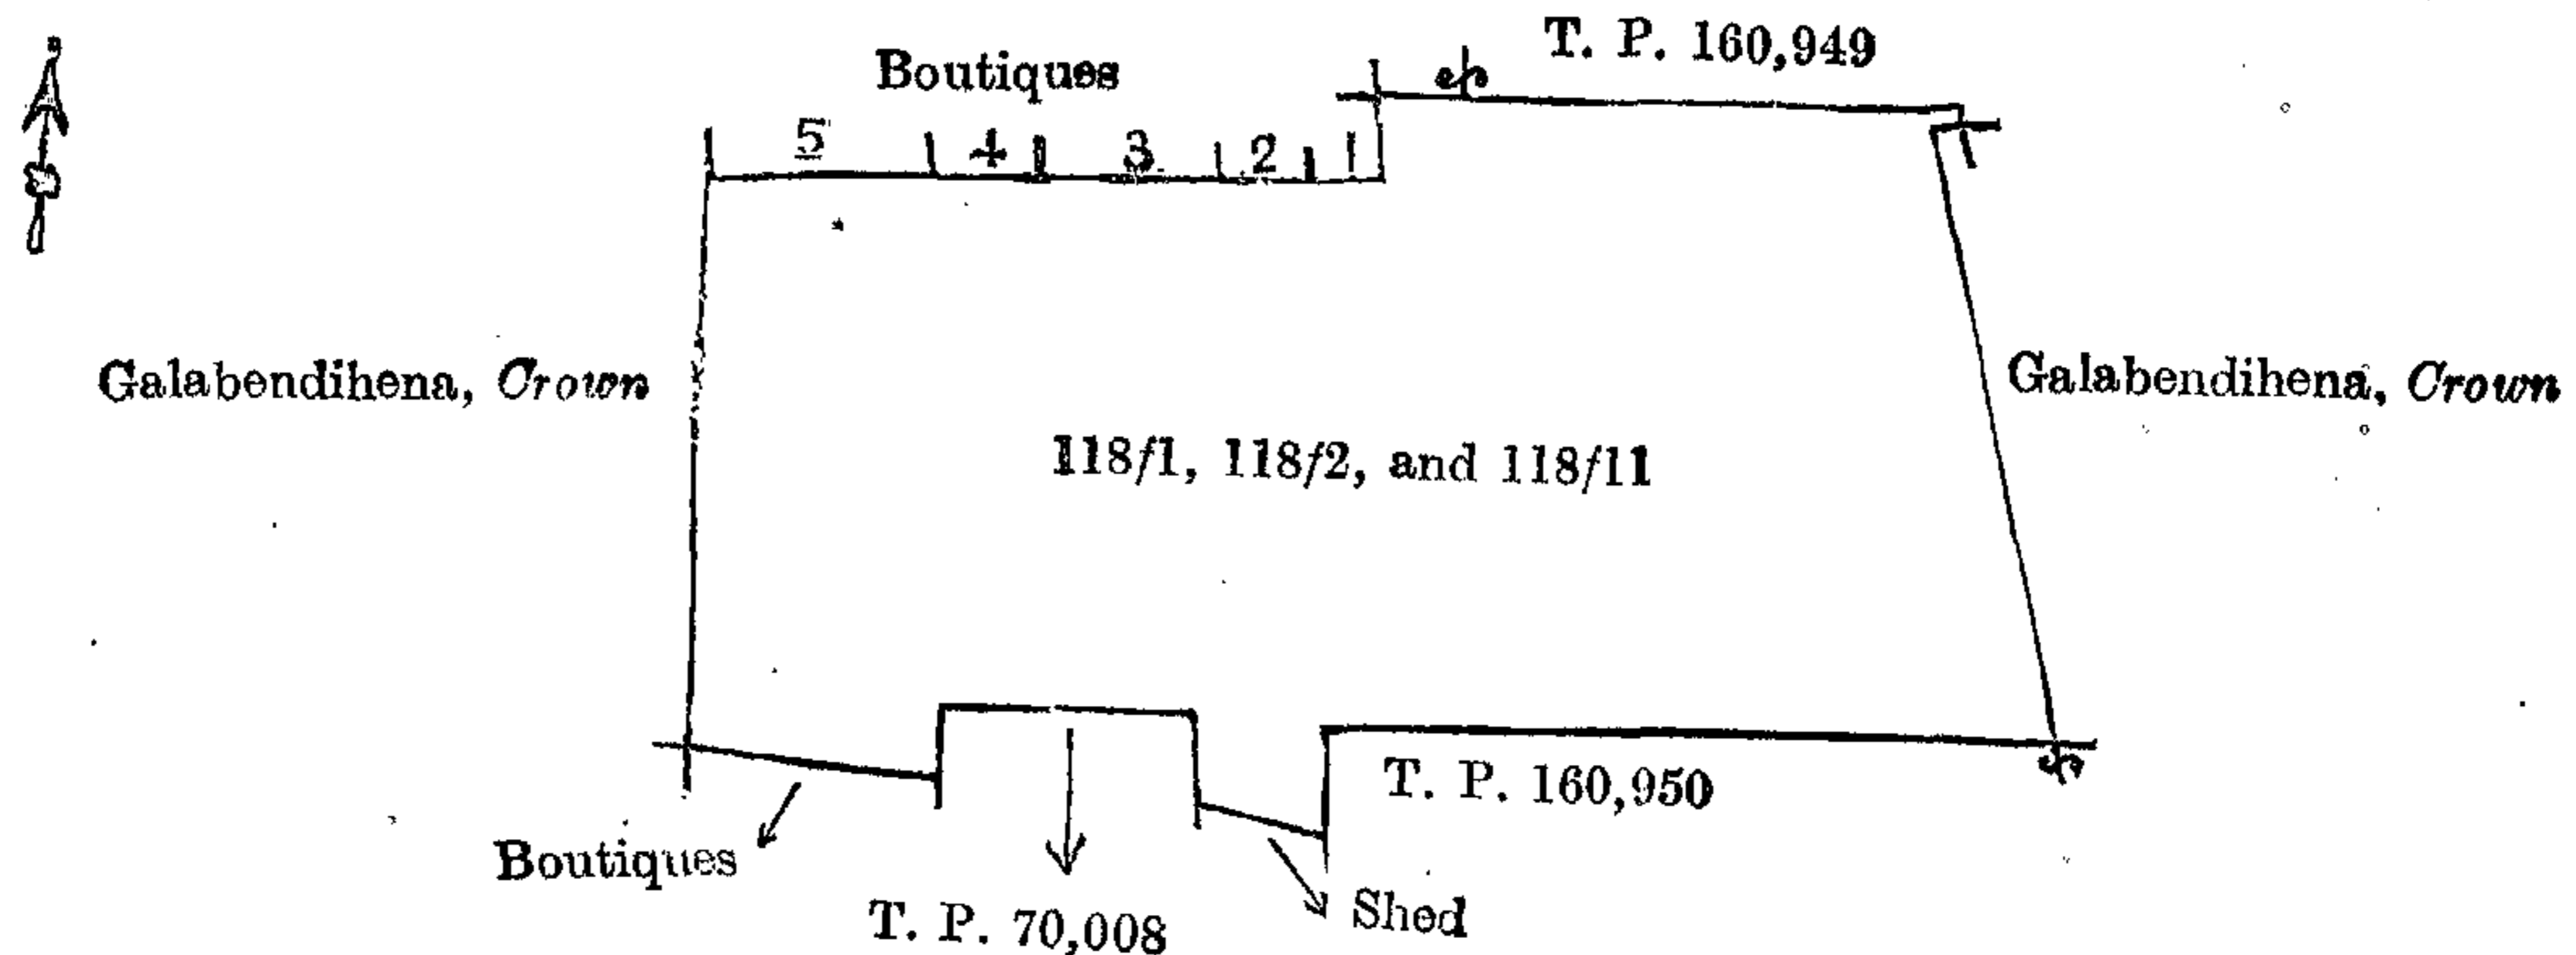 T. P. 160,949
Boutiques
5 4 3 2 1
Galabendihena, Crown
Galabendihena, Crown
118/1, 118/2, and 118/11
T. P. 160,950
Boutiques
Shed
T. P. 70,008